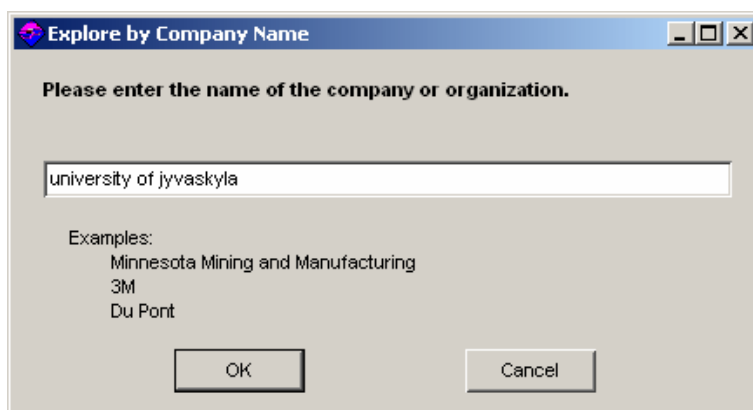 Explore by Company Name
Please enter the name of the company or organization.
university of jyvaskyla
Examples:
Minnesota Mining and Manufacturing
3M
Du Pont
OK Cancel